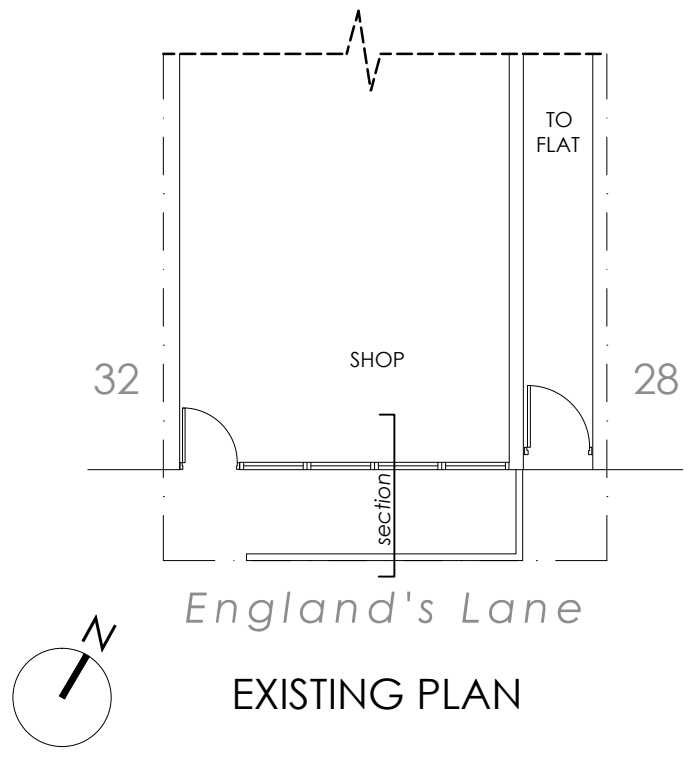 TO
FLAT
SHOP
32
28
section
England's Lane
N
EXISTING PLAN